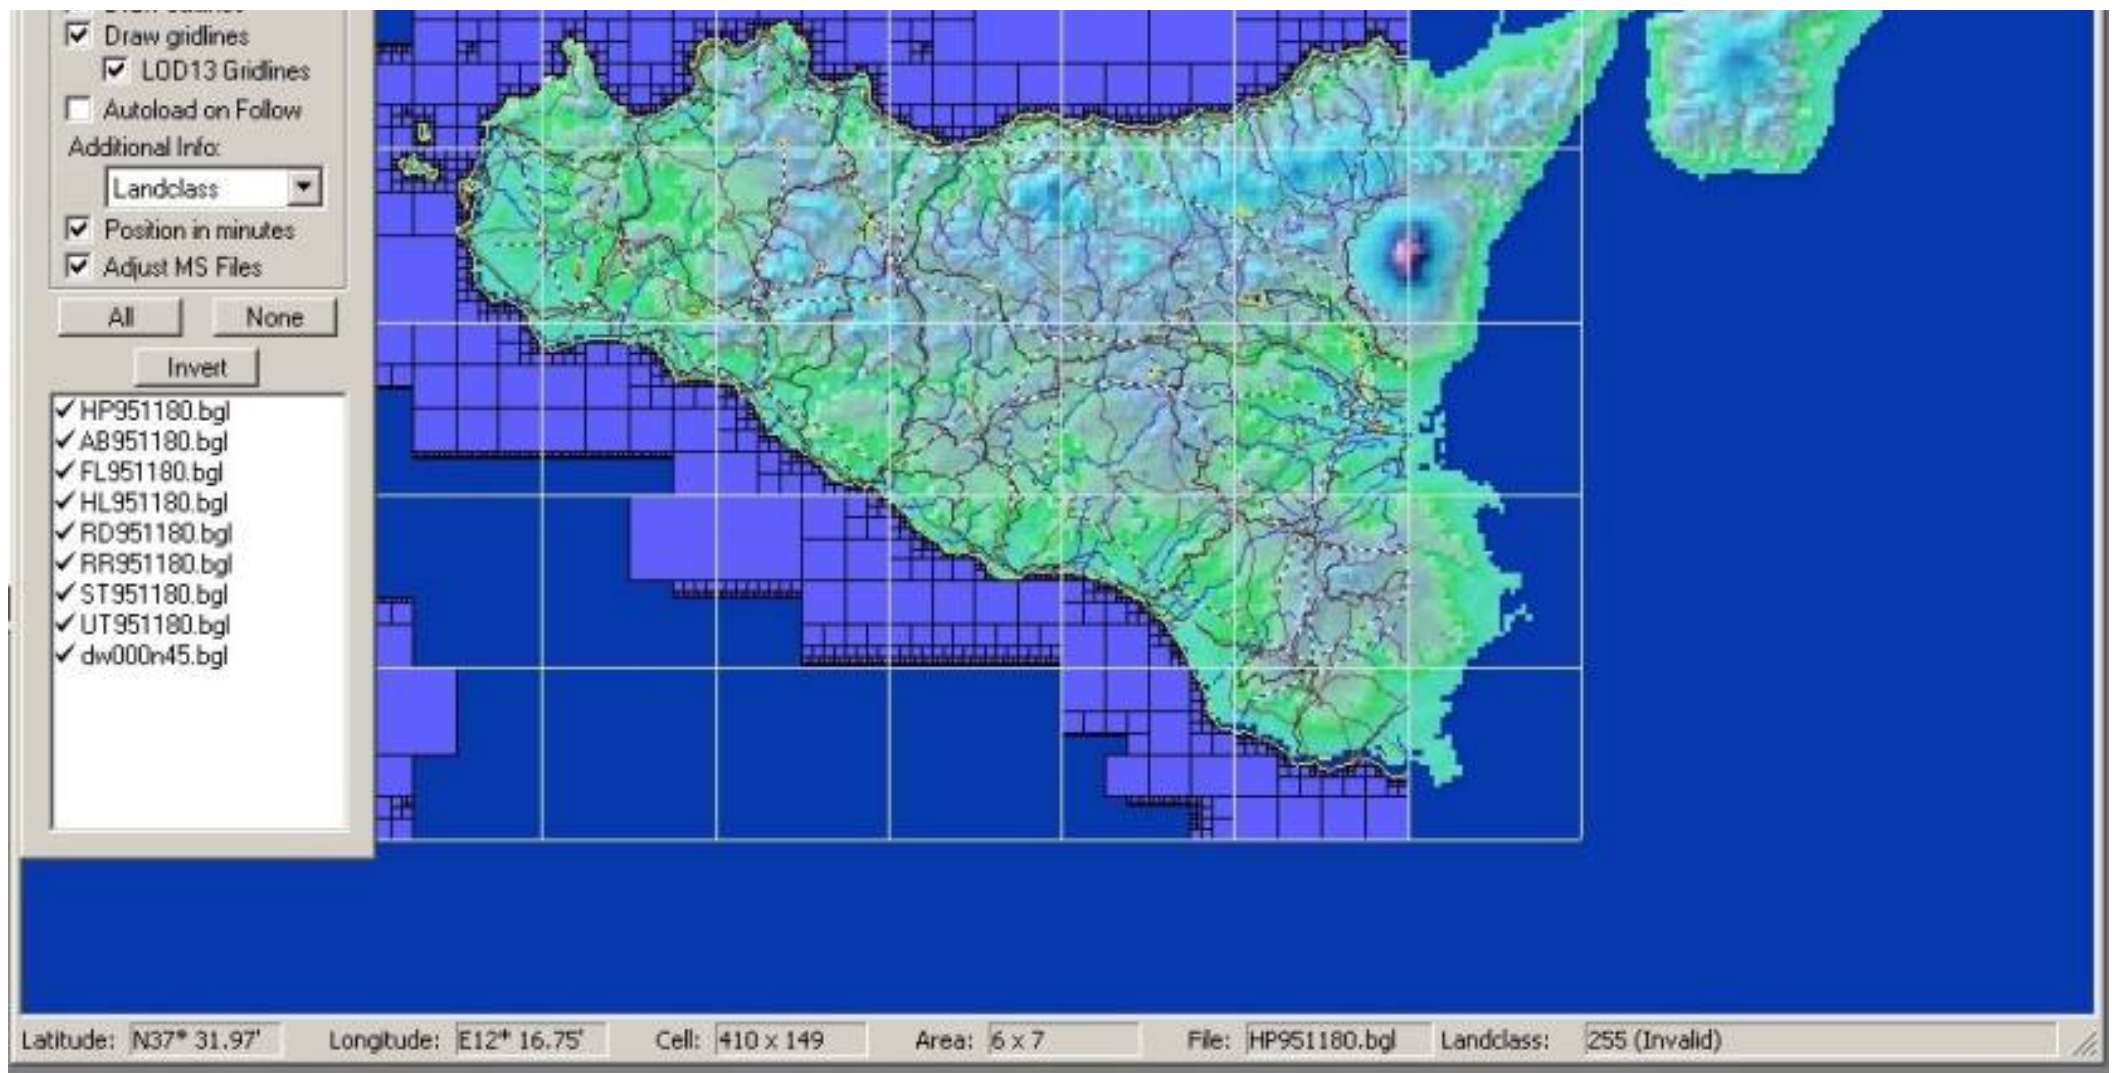 Draw gridlines
LOD13 Gridlines
Autoload on Follow
Additional Info:
Landclass
Position in minutes
Adjust MS Files
All None
Invert
HP951180.bgl
AB951180.bgl
FL951180.bgl
HL951180.bgl
RD951180.bgl
RR951180.bgl
ST951180.bgl
UT951180.bgl
dw000n45.bgl
Latitude: N37* 31.97' Longitude: E12* 16.75' Cell: 410 x 149 Area: 6 x 7 File: HP951180.bgl Landclass: 255 (Invalid)